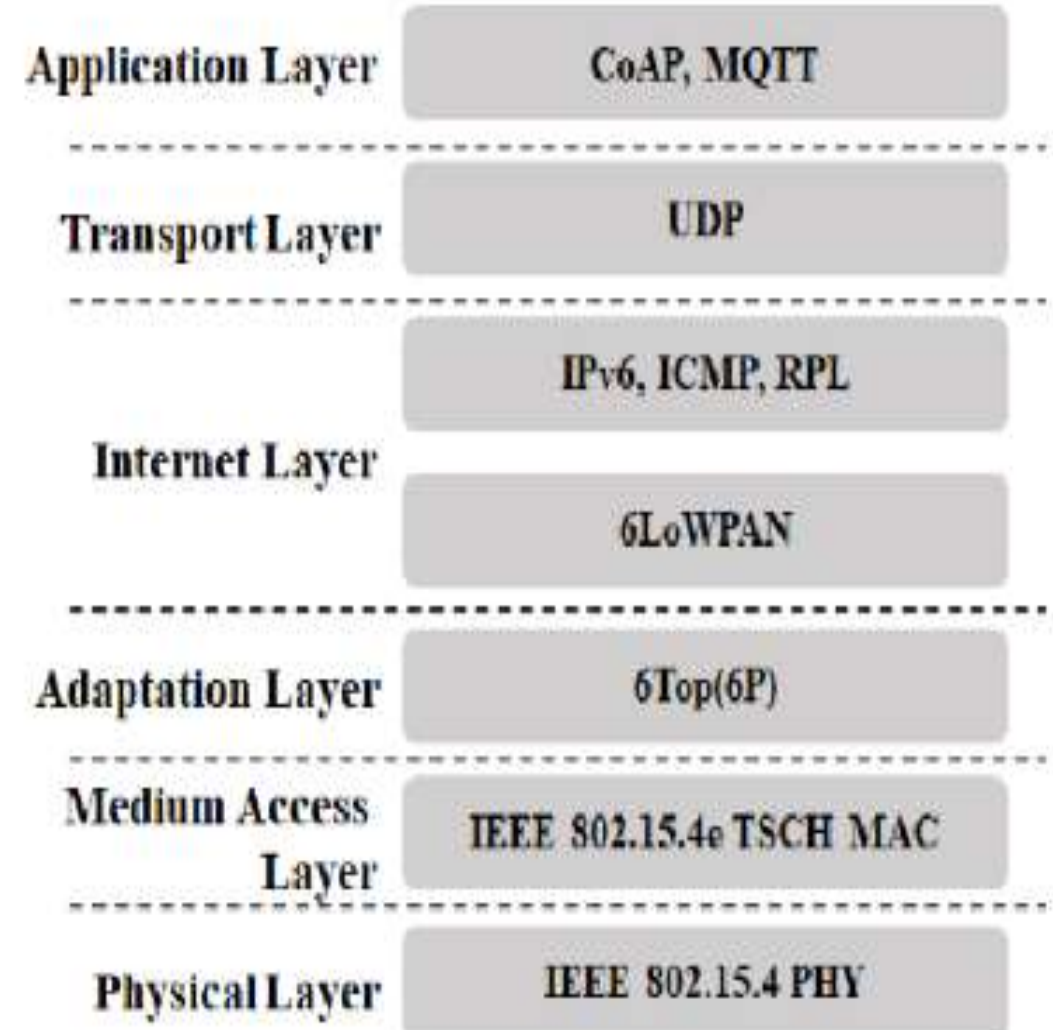 Application Layer
CoAP, MQTT
Transport Layer
UDP
Internet Layer
IPv6, ICMP, RPL
6LoWPAN
Adaptation Layer
6Top(6P)
Medium Access
Layer
IEEE 802.15.4e TSCH MAC
Physical Layer
IEEE 802.15.4 PHY